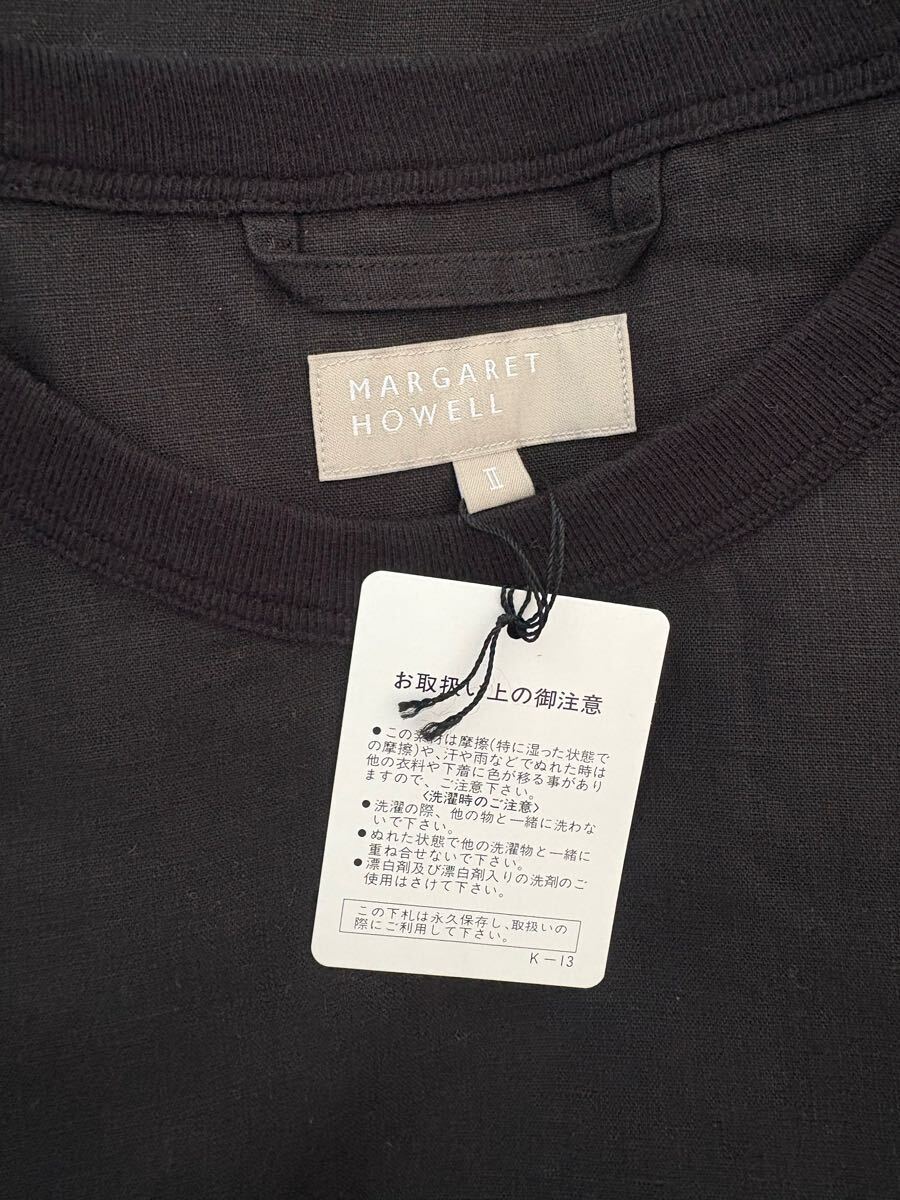 MARGARET
HOWELL
II
お取扱い上の御注意
●この素材は摩擦(特に湿った状態で
の摩擦)や、汗や雨などでぬれた時は
他の衣料や下着に色が移る事があり
ますので、ご注意下さい。
〈洗濯時のご注意〉
●洗濯の際、他の物と一緒に洗わな
いで下さい。
●ぬれた状態で他の洗濯物と一緒に
重ね合せないで下さい。
●漂白剤及び漂白剤入りの洗剤のご
使用はさけて下さい。
この下札は永久保存し、取扱いの
際にご利用して下さい。
K-13